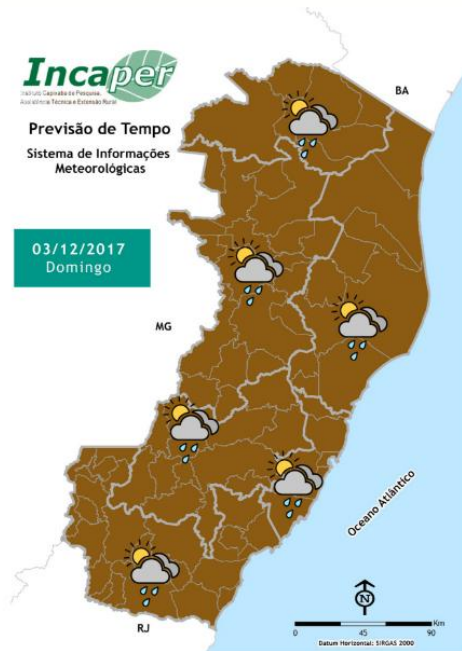 Incaper
Instituto Capixaba de Pesquisa,
Assistência Técnica e Extensão Rural
BA
Previsão de Tempo
Sistema de Informações
Meteorológicas
03/12/2017
Domingo
MG
Oceano Atlântico
N
Km
0 45 90
Datum Horizontal: SIRGAS 2000
RJ